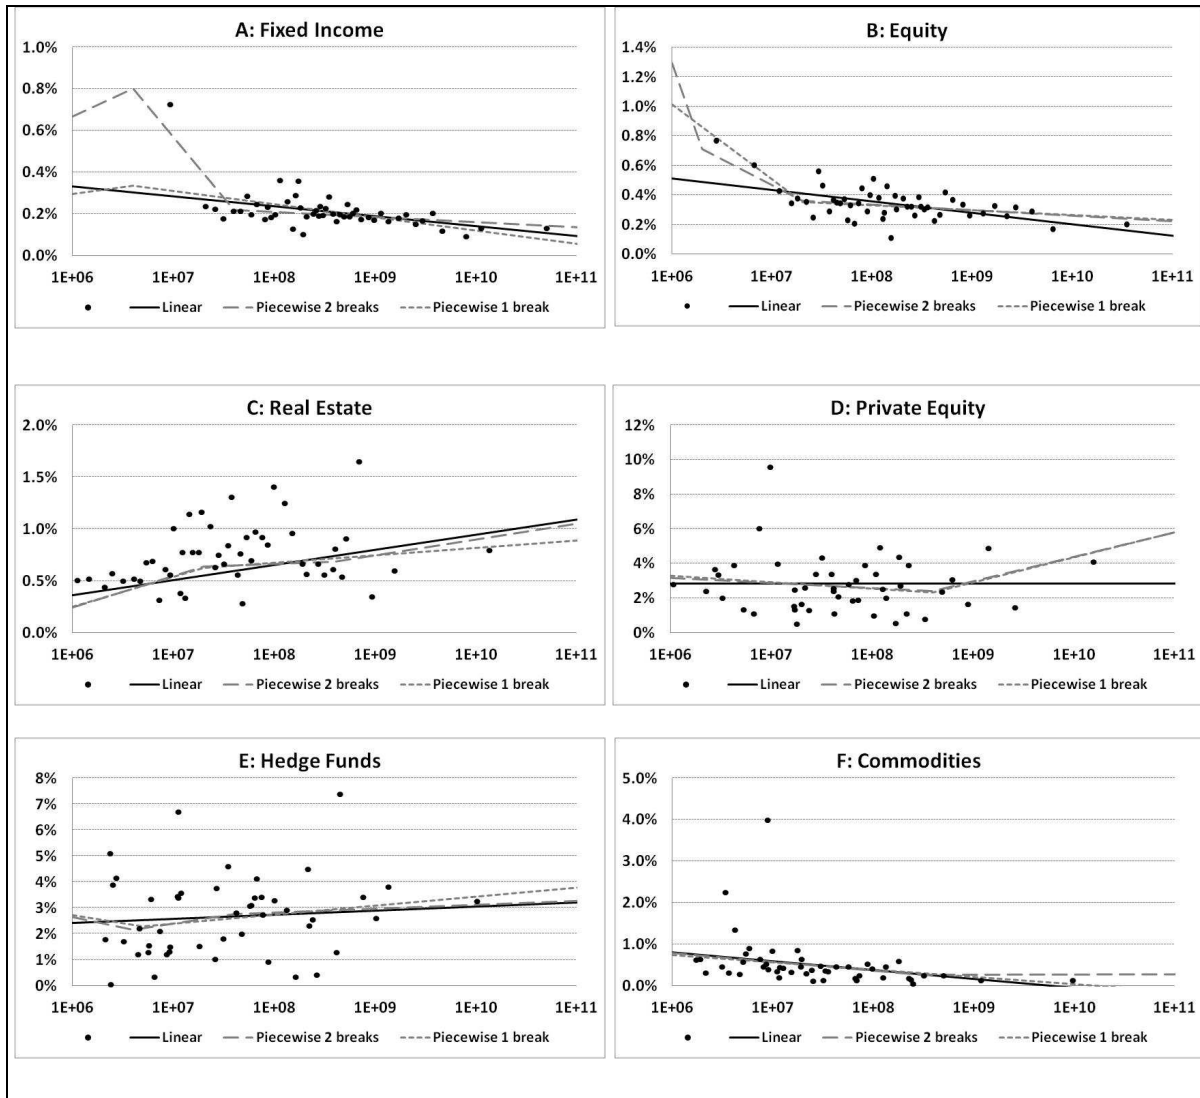 A: Fixed Income
1.0%
0.8%
0.6%
0.4%
0.2%
0.0%
1E+06 1E+07 1E+08 1E+09 1E+10 1E+11
Linear Piecewise 2 breaks Piecewise 1 break
B: Equity
1.4%
1.2%
1.0%
0.8%
0.6%
0.4%
0.2%
0.0%
1E+06 1E+07 1E+08 1E+09 1E+10 1E+11
Linear Piecewise 2 breaks Piecewise 1 break
C: Real Estate
2.0%
1.5%
1.0%
0.5%
0.0%
1E+06 1E+07 1E+08 1E+09 1E+10 1E+11
Linear Piecewise 2 breaks Piecewise 1 break
D: Private Equity
12%
10%
8%
6%
4%
2%
0%
1E+06 1E+07 1E+08 1E+09 1E+10 1E+11
Linear Piecewise 2 breaks Piecewise 1 break
E: Hedge Funds
8%
7%
6%
5%
4%
3%
2%
1%
0%
1E+06 1E+07 1E+08 1E+09 1E+10 1E+11
Linear Piecewise 2 breaks Piecewise 1 break
F: Commodities
5.0%
4.0%
3.0%
2.0%
1.0%
0.0%
1E+06 1E+07 1E+08 1E+09 1E+10 1E+11
Linear Piecewise 2 breaks Piecewise 1 break